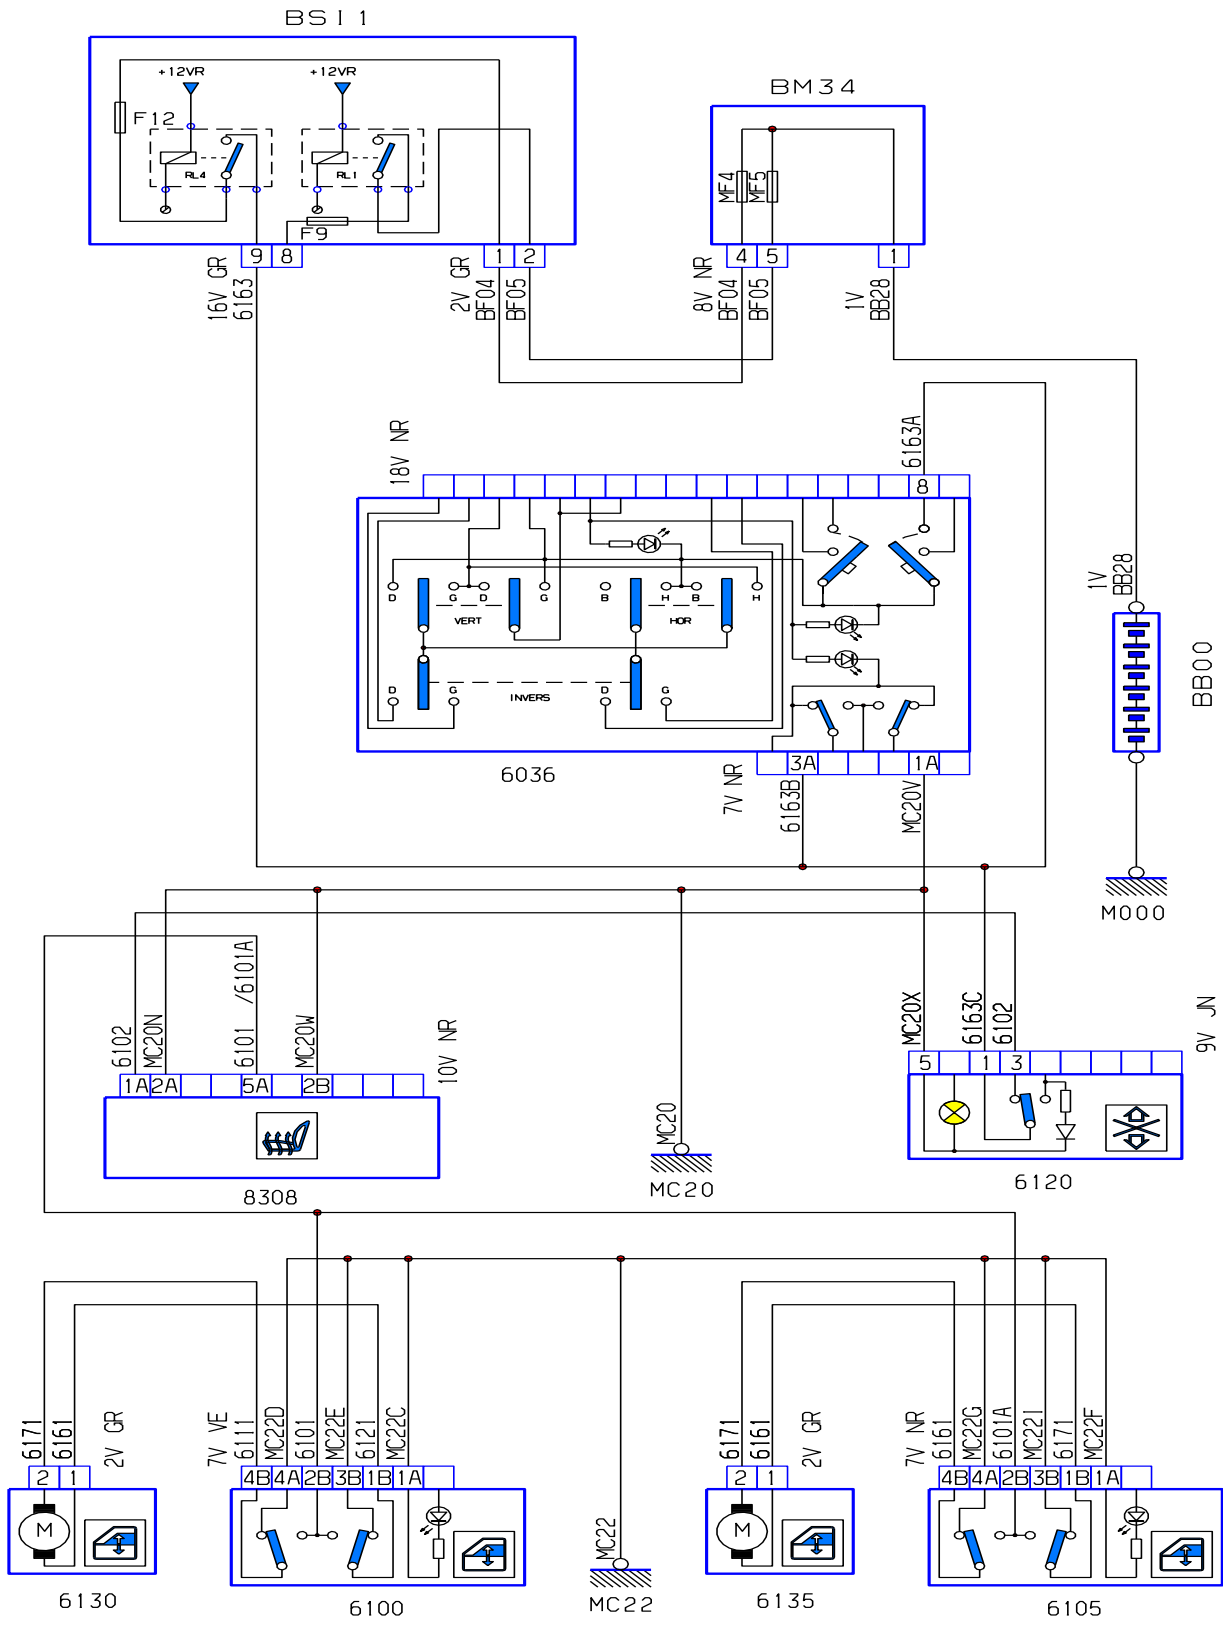 BSI1
BM34
+12VR +12VR
F12
RL4 RL1
F9
MF4 MF5
9 8 1 2
4 5 1
16V GR 6163
2V GR BF04 BF05
8V NR BF04 BF05
1V BB28
18V NR
6163A
8
D G D G B H B H
VERT HOR
D G D G
INVERS
1V BB28
BB00
6036
7V NR
3A 1A
6163B MC20V
M000
6102 MC20N 6101 /6101A MC20W
10V NR
1A 2A 5A 2B
8308
MC20
MC20
MC20X 6163C 6102
9V JN
5 1 3
6120
6171 6161
2V GR
2 1
M
6130
7V VE
6111 MC22D 6101 MC22E 6121 MC22C
4B 4A 2B 3B 1B 1A
6100
MC22
MC22
6171 6161
2V GR
2 1
M
6135
7V NR
6161 MC22G 6101A MC22I 6171 MC22F
4B 4A 2B 3B 1B 1A
6105